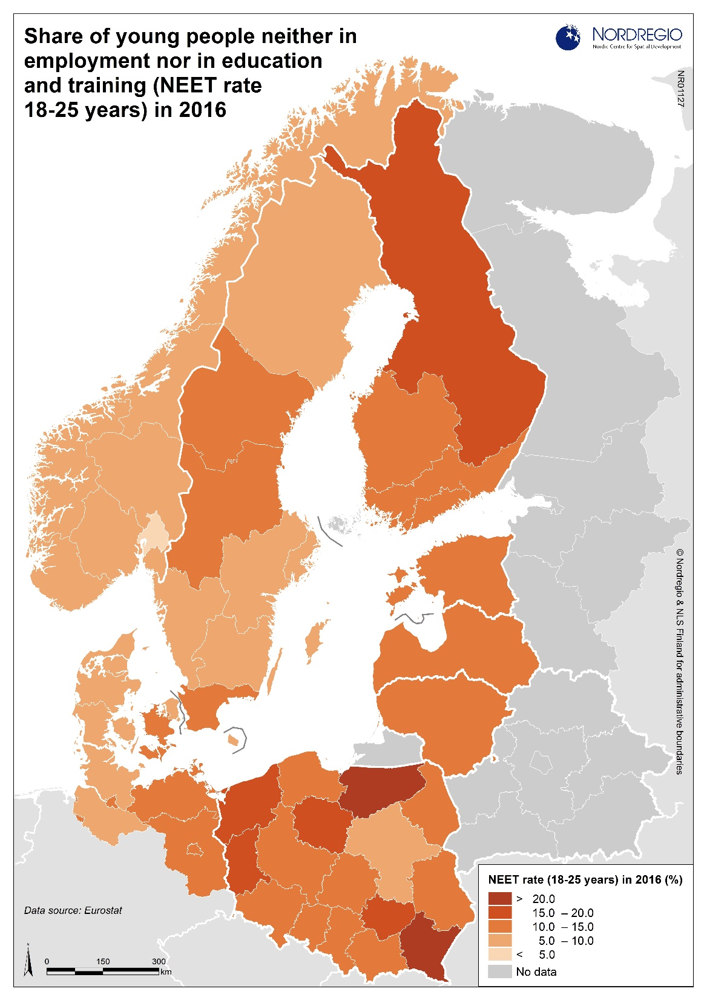 Share of young people neither in
employment nor in education
and training (NEET rate
18-25 years) in 2016
NORDREGIO
Nordic Centre for Spatial Development
NR01127
© Nordregio & NLS Finland for administrative boundaries
NEET rate (18-25 years) in 2016 (%)
> 20.0
15.0 – 20.0
10.0 – 15.0
5.0 – 10.0
< 5.0
No data
Data source: Eurostat
N
0 150 300
km